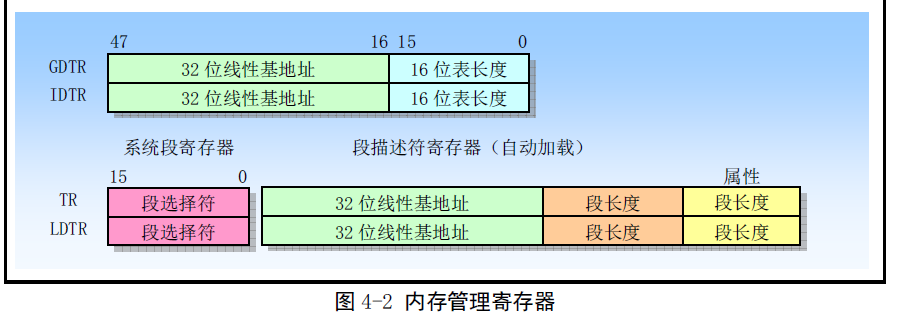 47 16 15 0
GDTR 32 位线性基地址 16 位表长度
IDTR 32 位线性基地址 16 位表长度
系统段寄存器 段描述符寄存器（自动加载）
15 0 属性
TR 段选择符 32 位线性基地址 段长度 段长度
LDTR 段选择符 32 位线性基地址 段长度 段长度
图 4-2 内存管理寄存器